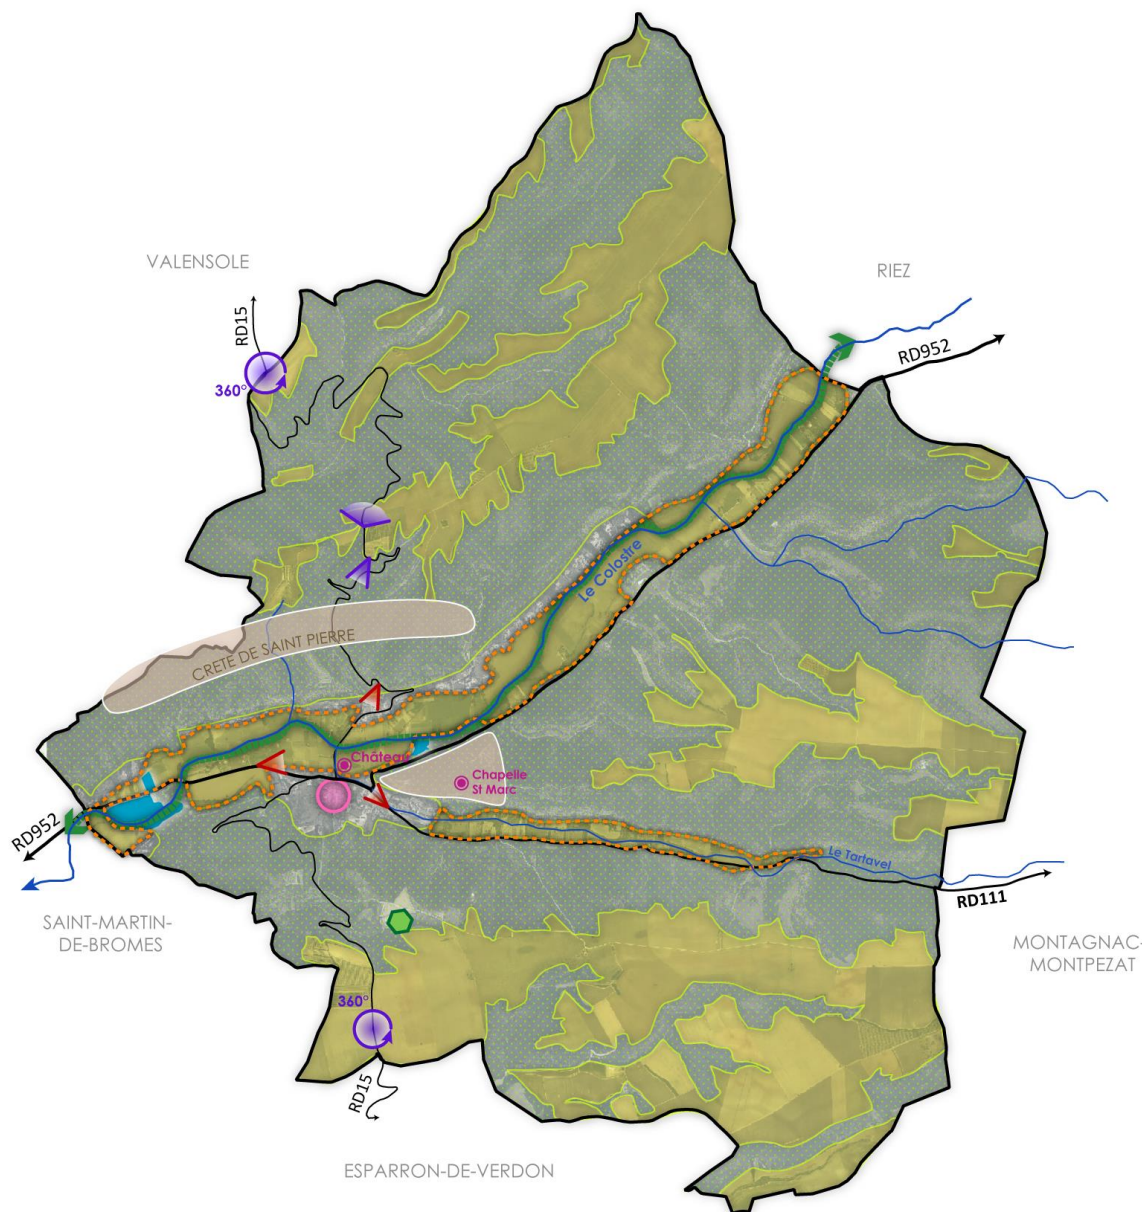 VALENSOLE
RIEZ
RD15
RD952
360°
Le Colostre
CRETE DE SAINT PIERRE
Château
Chapelle
St Marc
RD952
Le Tartavel
RD111
SAINT-MARTIN-
DE-BROMES
MONTAGNAC-
MONTPEZAT
360°
RD15
ESPARRON-DE-VERDON